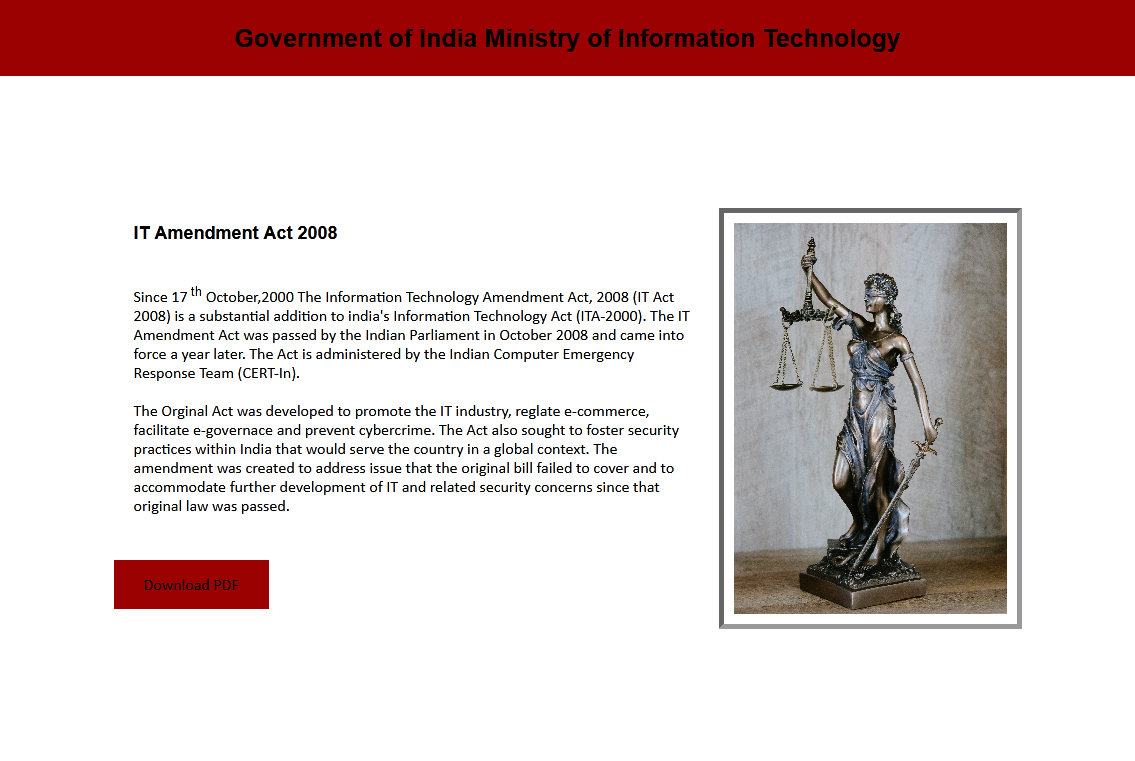 Government of India Ministry of Information Technology
IT Amendment Act 2008
Since 17 th October,2000 The Information Technology Amendment Act, 2008 (IT Act
2008) is a substantial addition to india's Information Technology Act (ITA-2000). The IT
Amendment Act was passed by the Indian Parliament in October 2008 and came into
force a year later. The Act is administered by the Indian Computer Emergency
Response Team (CERT-In).
The Orginal Act was developed to promote the IT industry, reglate e-commerce,
facilitate e-governace and prevent cybercrime. The Act also sought to foster security
practices within India that would serve the country in a global context. The
amendment was created to address issue that the original bill failed to cover and to
accommodate further development of IT and related security concerns since that
original law was passed.
Download PDF